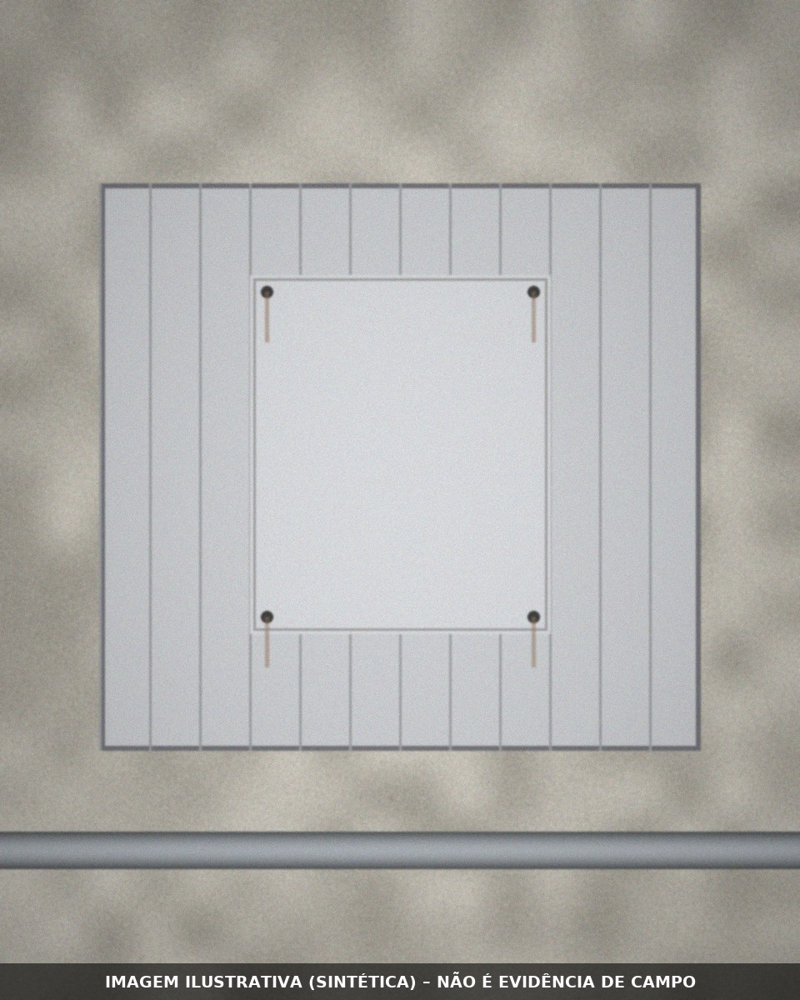 IMAGEM ILUSTRATIVA (SINTÉTICA) – NÃO É EVIDÊNCIA DE CAMPO